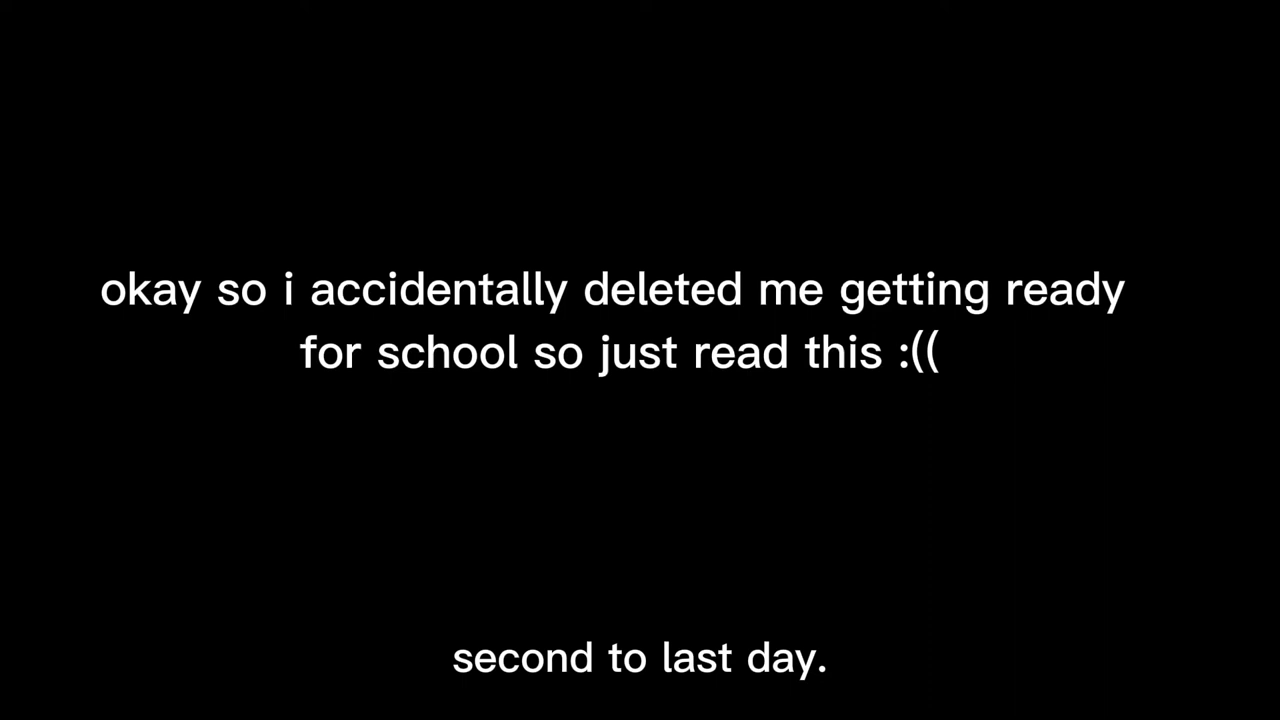 okay so i accidentally deleted me getting ready
for school so just read this :((
second to last day.